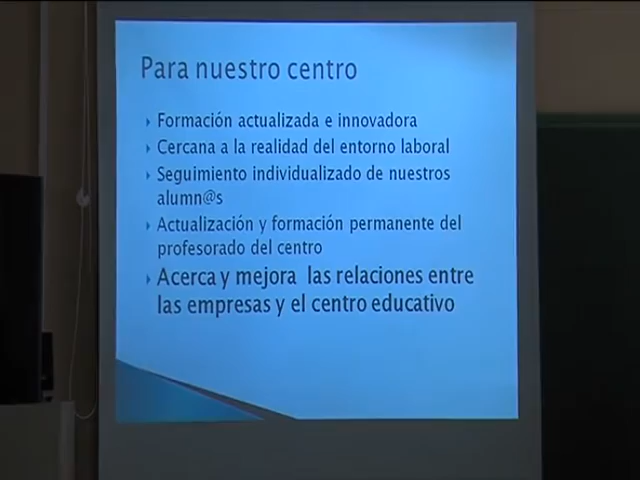 Para nuestro centro
Formación actualizada e innovadora
Cercana a la realidad del entorno laboral
Seguimiento individualizado de nuestros
alumn@s
Actualización y formación permanente del
profesorado del centro
Acerca y mejora las relaciones entre
las empresas y el centro educativo